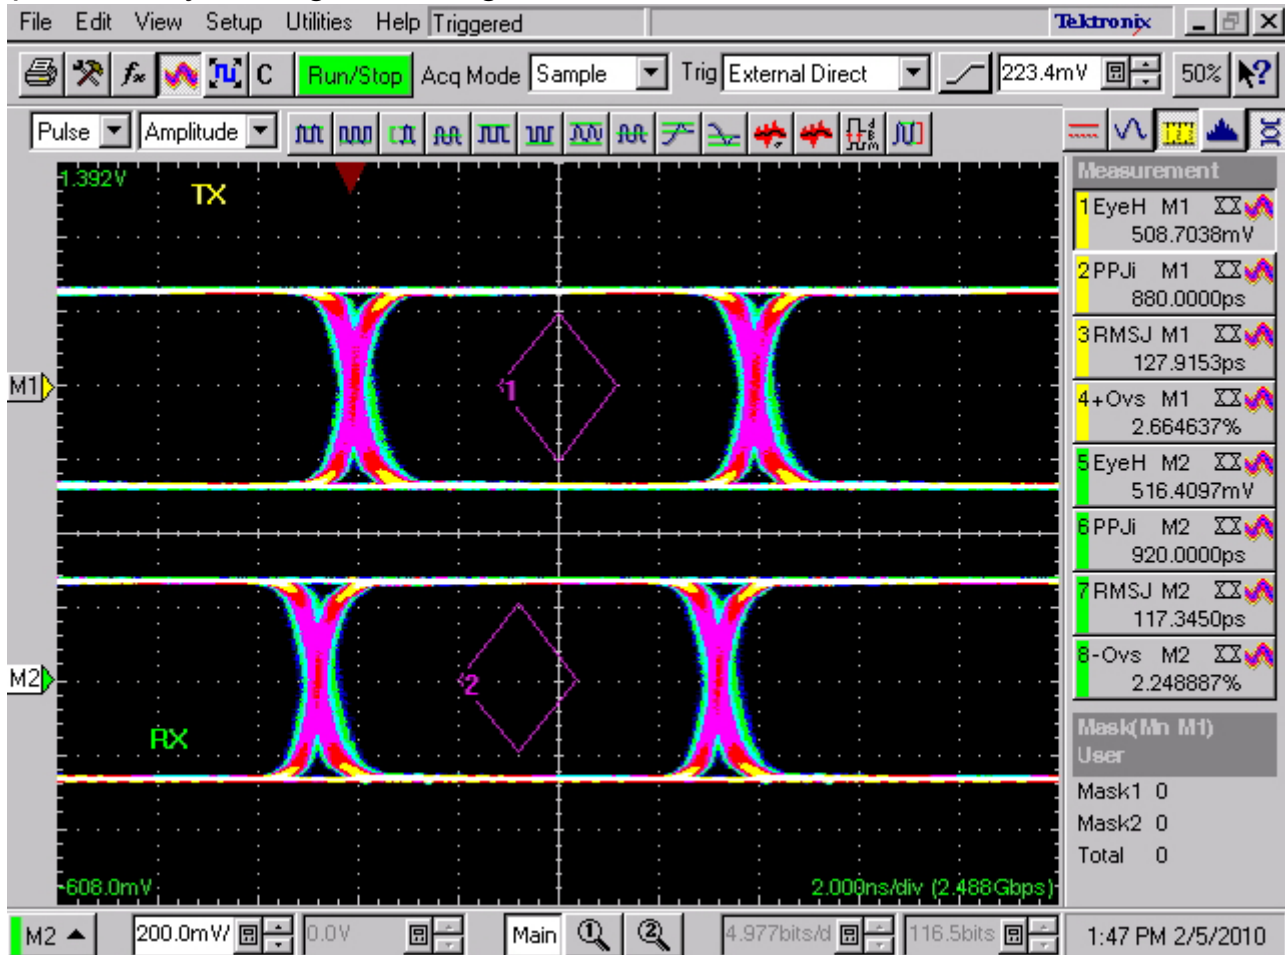 File Edit View Setup Utilities Help Triggered Tektronix
C Run/Stop Acq Mode Sample Trig External Direct 223.4mV 50%
Pulse Amplitude
1.392V
TX
M1
1
M2
2
RX
-608.0mV
2.000ns/div (2.488Gbps)
Measurement
1 EyeH M1
508.7038mV
2 PPJi M1
880.0000ps
3 RMSJ M1
127.9153ps
4 +Ovs M1
2.664637%
5 EyeH M2
516.4097mV
6 PPJi M2
920.0000ps
7 RMSJ M2
117.3450ps
8 -Ovs M2
2.248887%
Mask(Mn M1)
User
Mask1 0
Mask2 0
Total 0
M2 200.0mV/ 0.0V Main 1 2 4.977bits/d 116.5bits 1:47 PM 2/5/2010